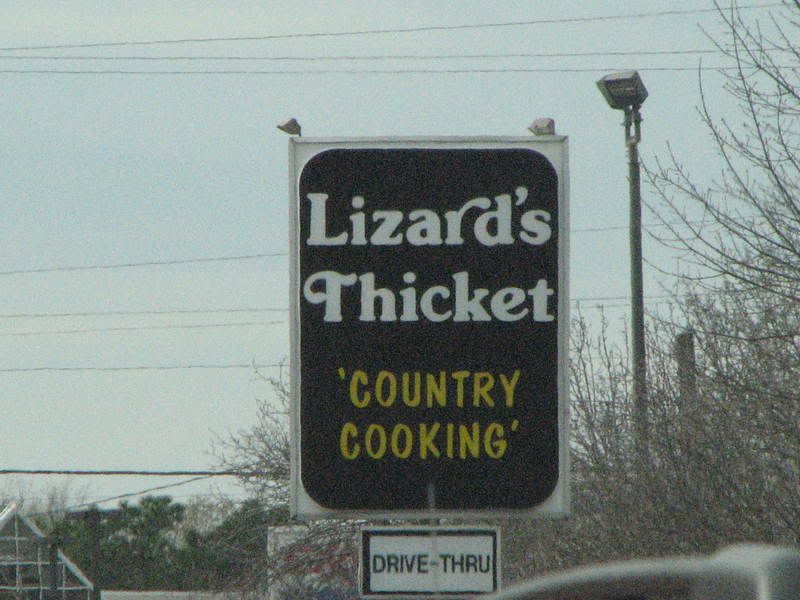 Lizard's
Thicket
'COUNTRY
COOKING'
DRIVE-THRU